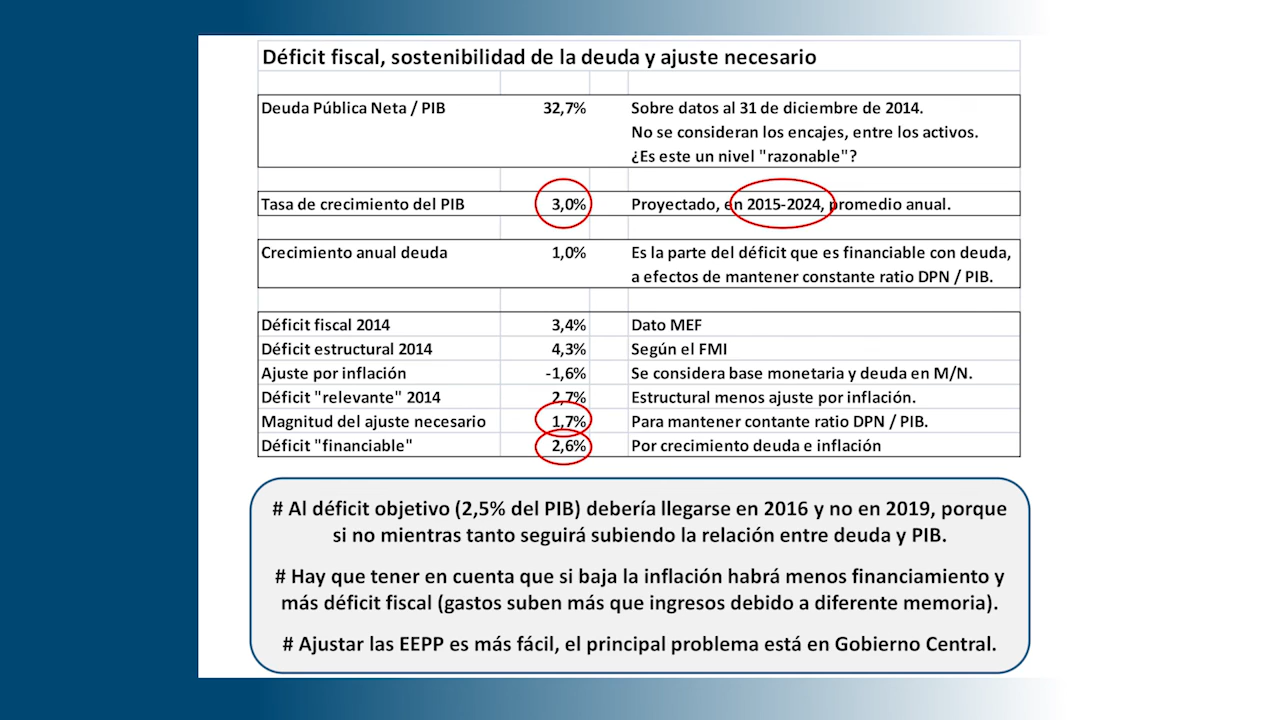 Déficit fiscal, sostenibilidad de la deuda y ajuste necesario
Deuda Pública Neta / PIB 32,7% Sobre datos al 31 de diciembre de 2014.
No se consideran los encajes, entre los activos.
¿Es este un nivel "razonable"?
Tasa de crecimiento del PIB 3,0% Proyectado, en 2015-2024, promedio anual.
Crecimiento anual deuda 1,0% Es la parte del déficit que es financiable con deuda,
a efectos de mantener constante ratio DPN / PIB.
Déficit fiscal 2014 3,4% Dato MEF
Déficit estructural 2014 4,3% Según el FMI
Ajuste por inflación -1,6% Se considera base monetaria y deuda en M/N.
Déficit "relevante" 2014 2,7% Estructural menos ajuste por inflación.
Magnitud del ajuste necesario 1,7% Para mantener contante ratio DPN / PIB.
Déficit "financiable" 2,6% Por crecimiento deuda e inflación
# Al déficit objetivo (2,5% del PIB) debería llegarse en 2016 y no en 2019, porque
si no mientras tanto seguirá subiendo la relación entre deuda y PIB.
# Hay que tener en cuenta que si baja la inflación habrá menos financiamiento y
más déficit fiscal (gastos suben más que ingresos debido a diferente memoria).
# Ajustar las EEPP es más fácil, el principal problema está en Gobierno Central.